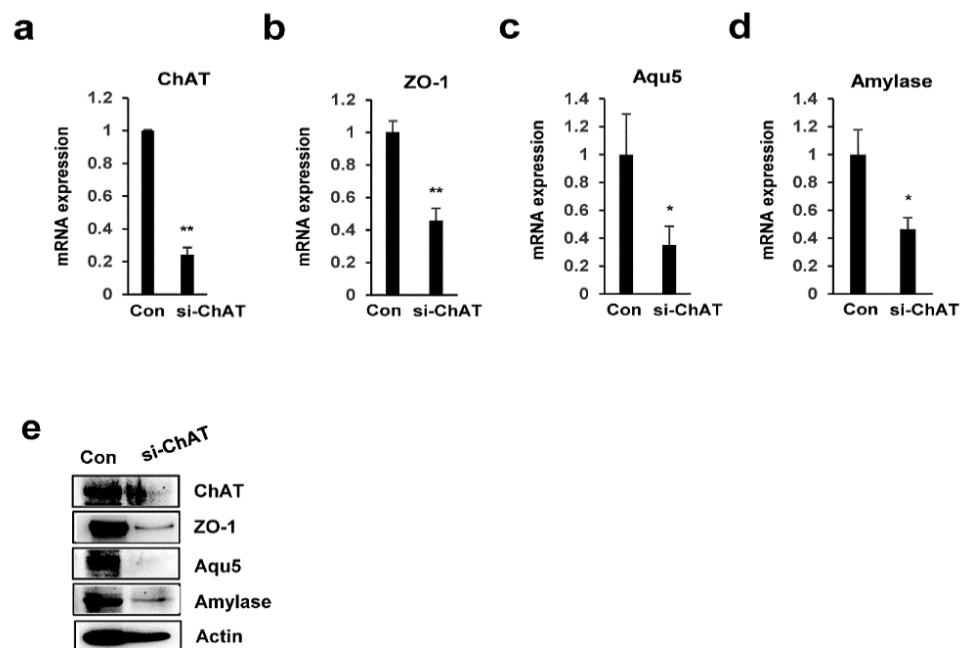 a
ChAT
mRNA expression
1.2
1
0.8
0.6
0.4
0.2
0
**
Con si-ChAT
b
ZO-1
mRNA expression
1.2
1
0.8
0.6
0.4
0.2
0
**
Con si-ChAT
c
Aqu5
mRNA expression
1.4
1.2
1
0.8
0.6
0.4
0.2
0
*
Con si-ChAT
d
Amylase
mRNA expression
1.4
1.2
1
0.8
0.6
0.4
0.2
0
*
Con si-ChAT
e
Con si-ChAT
ChAT
ZO-1
Aqu5
Amylase
Actin